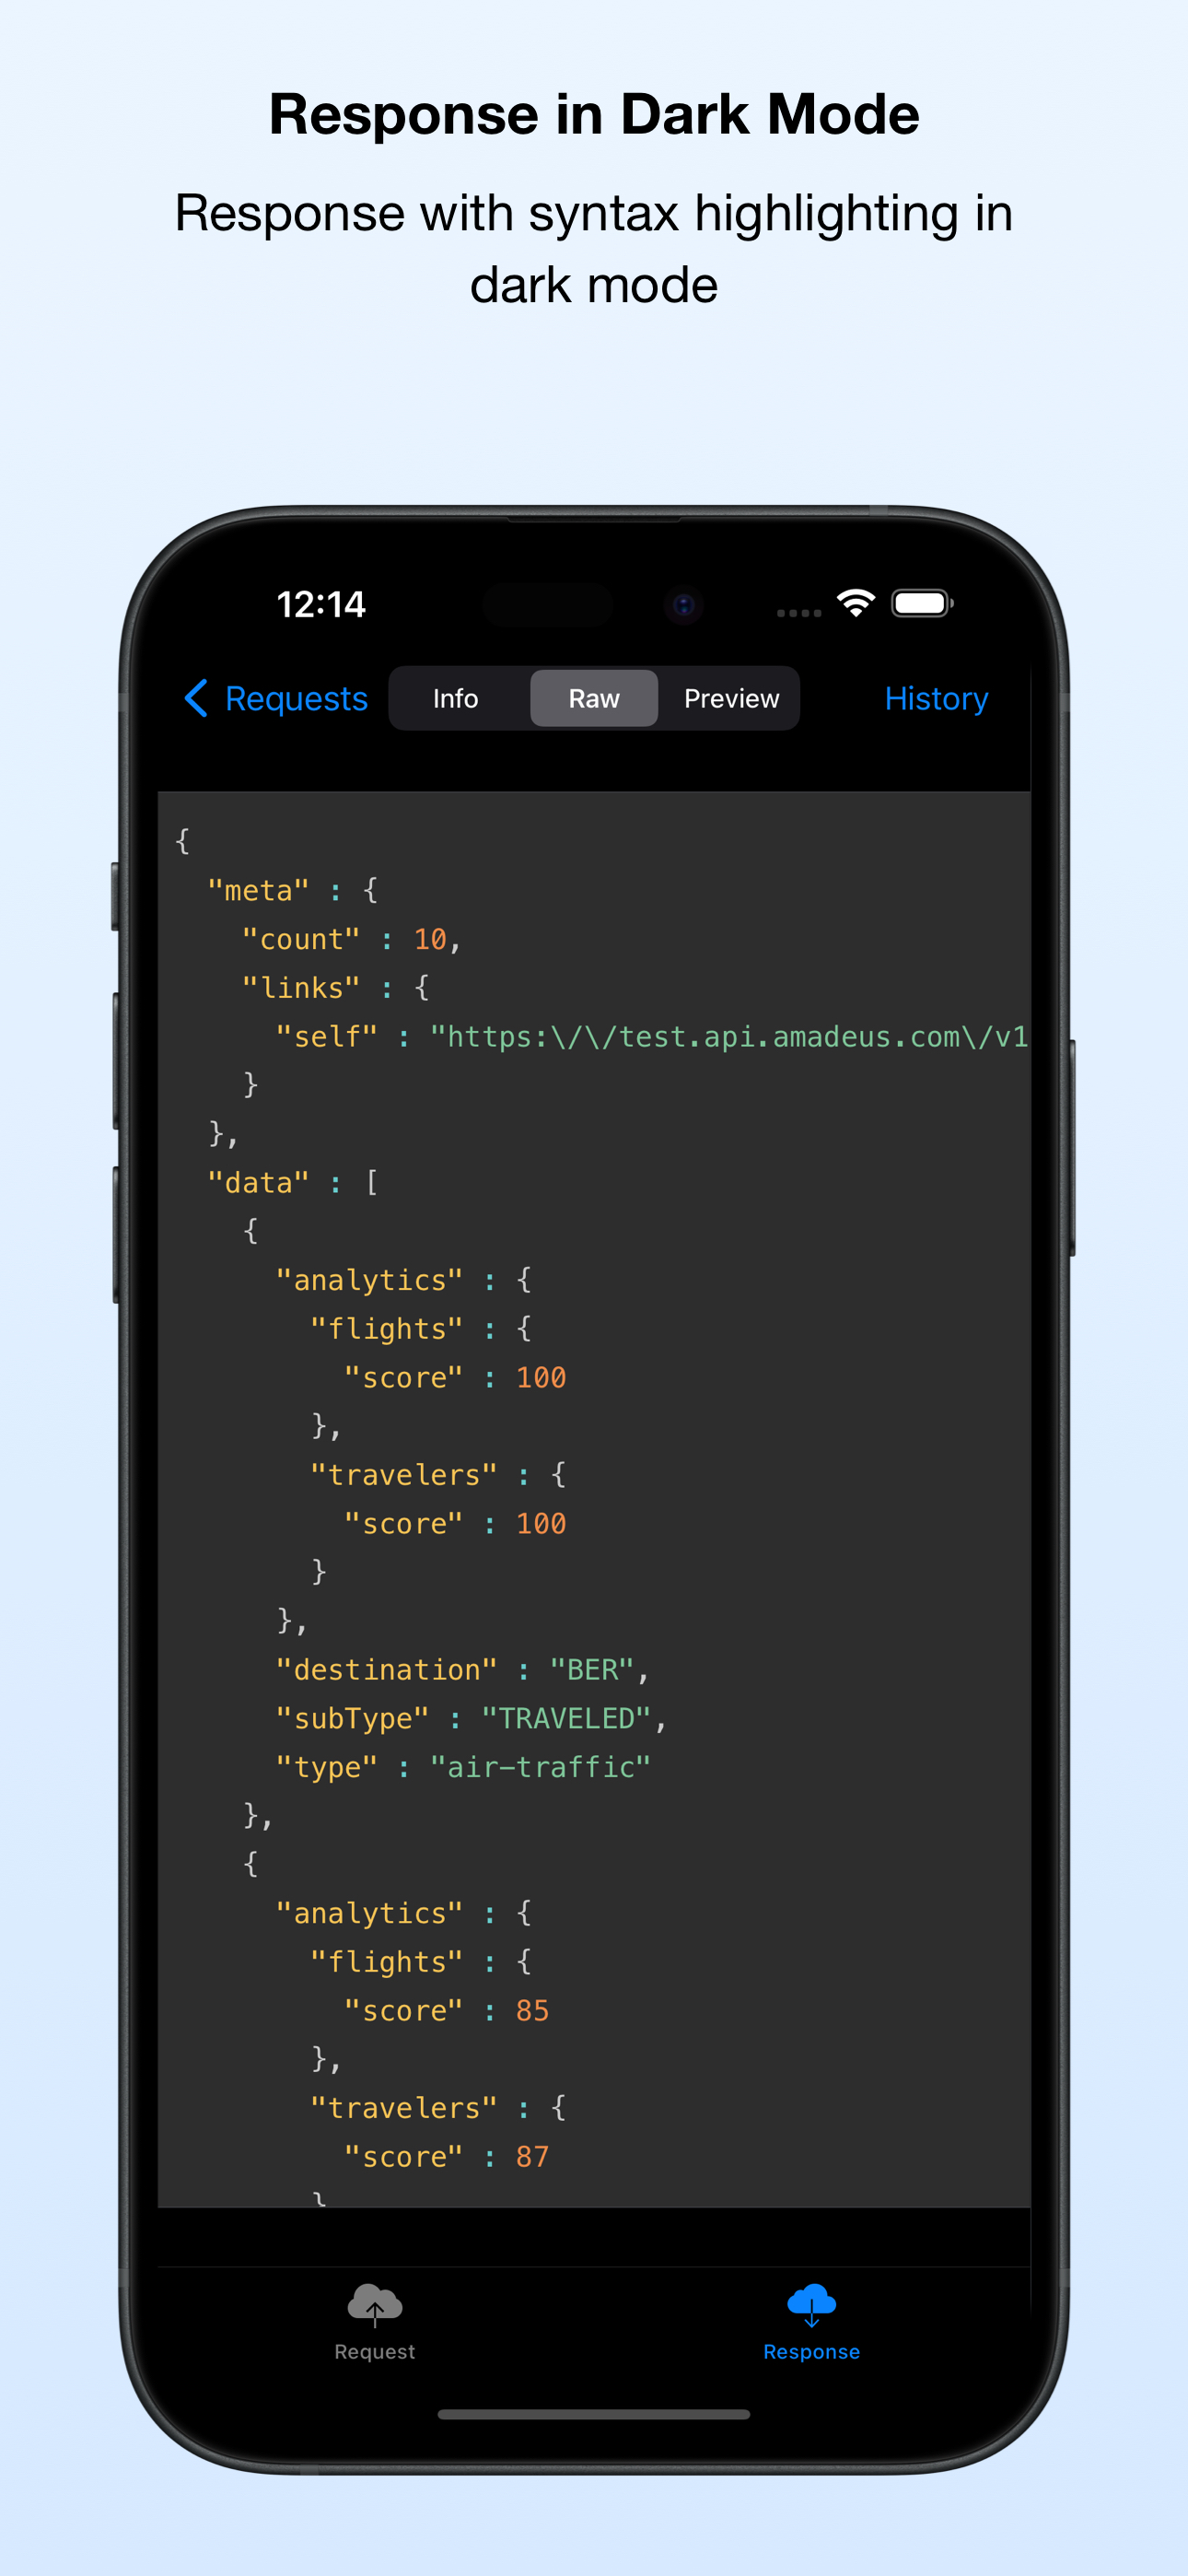 Response in Dark Mode
Response with syntax highlighting in
dark mode
12:14
Requests Info Raw Preview History
{
  "meta" : {
    "count" : 10,
    "links" : {
      "self" : "https:\/\/test.api.amadeus.com\/v1
    }
  },
  "data" : [
    {
      "analytics" : {
        "flights" : {
          "score" : 100
        },
        "travelers" : {
          "score" : 100
        }
      },
      "destination" : "BER",
      "subType" : "TRAVELED",
      "type" : "air-traffic"
    },
    {
      "analytics" : {
        "flights" : {
          "score" : 85
        },
        "travelers" : {
          "score" : 87
        }
Request Response